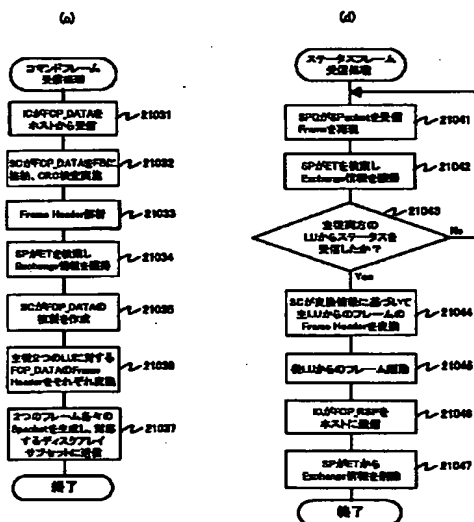 (c)
コマンドフレーム
受信処理
ICがFCP_DATAを
ホストから受信
21031
SCがFCP_DATAをFBに
格納、CRC検査実施
21032
Frame Header解析
21033
SPがETを検索し
Exchange情報を獲得
21034
SCがFCP_DATAの
複製を作成
21035
主従2つのLUに対する
FCP_DATAのFrame
Headerをそれぞれ変換
21036
2つのフレーム各々の
Spacketを生成し、対応
するディスクアレイ
サブセットに送信
21037
終了
(d)
ステータスフレーム
受信処理
SPGがSPacketを受信
Frameを再現
21041
SPがETを検索し
Exchange情報を獲得
21042
主従両方の
LUからステータスを
受信したか?
21043
No
Yes
SCが変換情報に基づいて
主LUからのフレームの
Frame Headerを変換
21044
従LUからのフレーム
21045
ICがFCP_RSPを
ホストに送信
21046
SPがETから
Exchange情報を削除
21047
終了